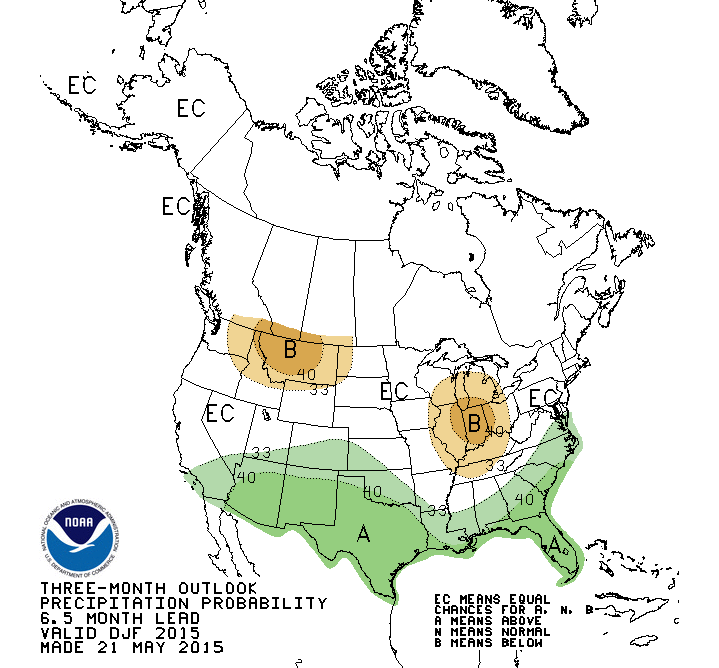 EC
EC
EC
B
40
33
EC
EC
EC
B
40
33
33
40
40
33
40
A
A
NATIONAL OCEANIC AND ATMOSPHERIC ADMINISTRATION
NOAA
U.S. DEPARTMENT OF COMMERCE
THREE-MONTH OUTLOOK
PRECIPITATION PROBABILITY
6.5 MONTH LEAD
VALID DJF 2015
MADE 21 MAY 2015
EC MEANS EQUAL
CHANCES FOR A, N, B
A MEANS ABOVE
N MEANS NORMAL
B MEANS BELOW